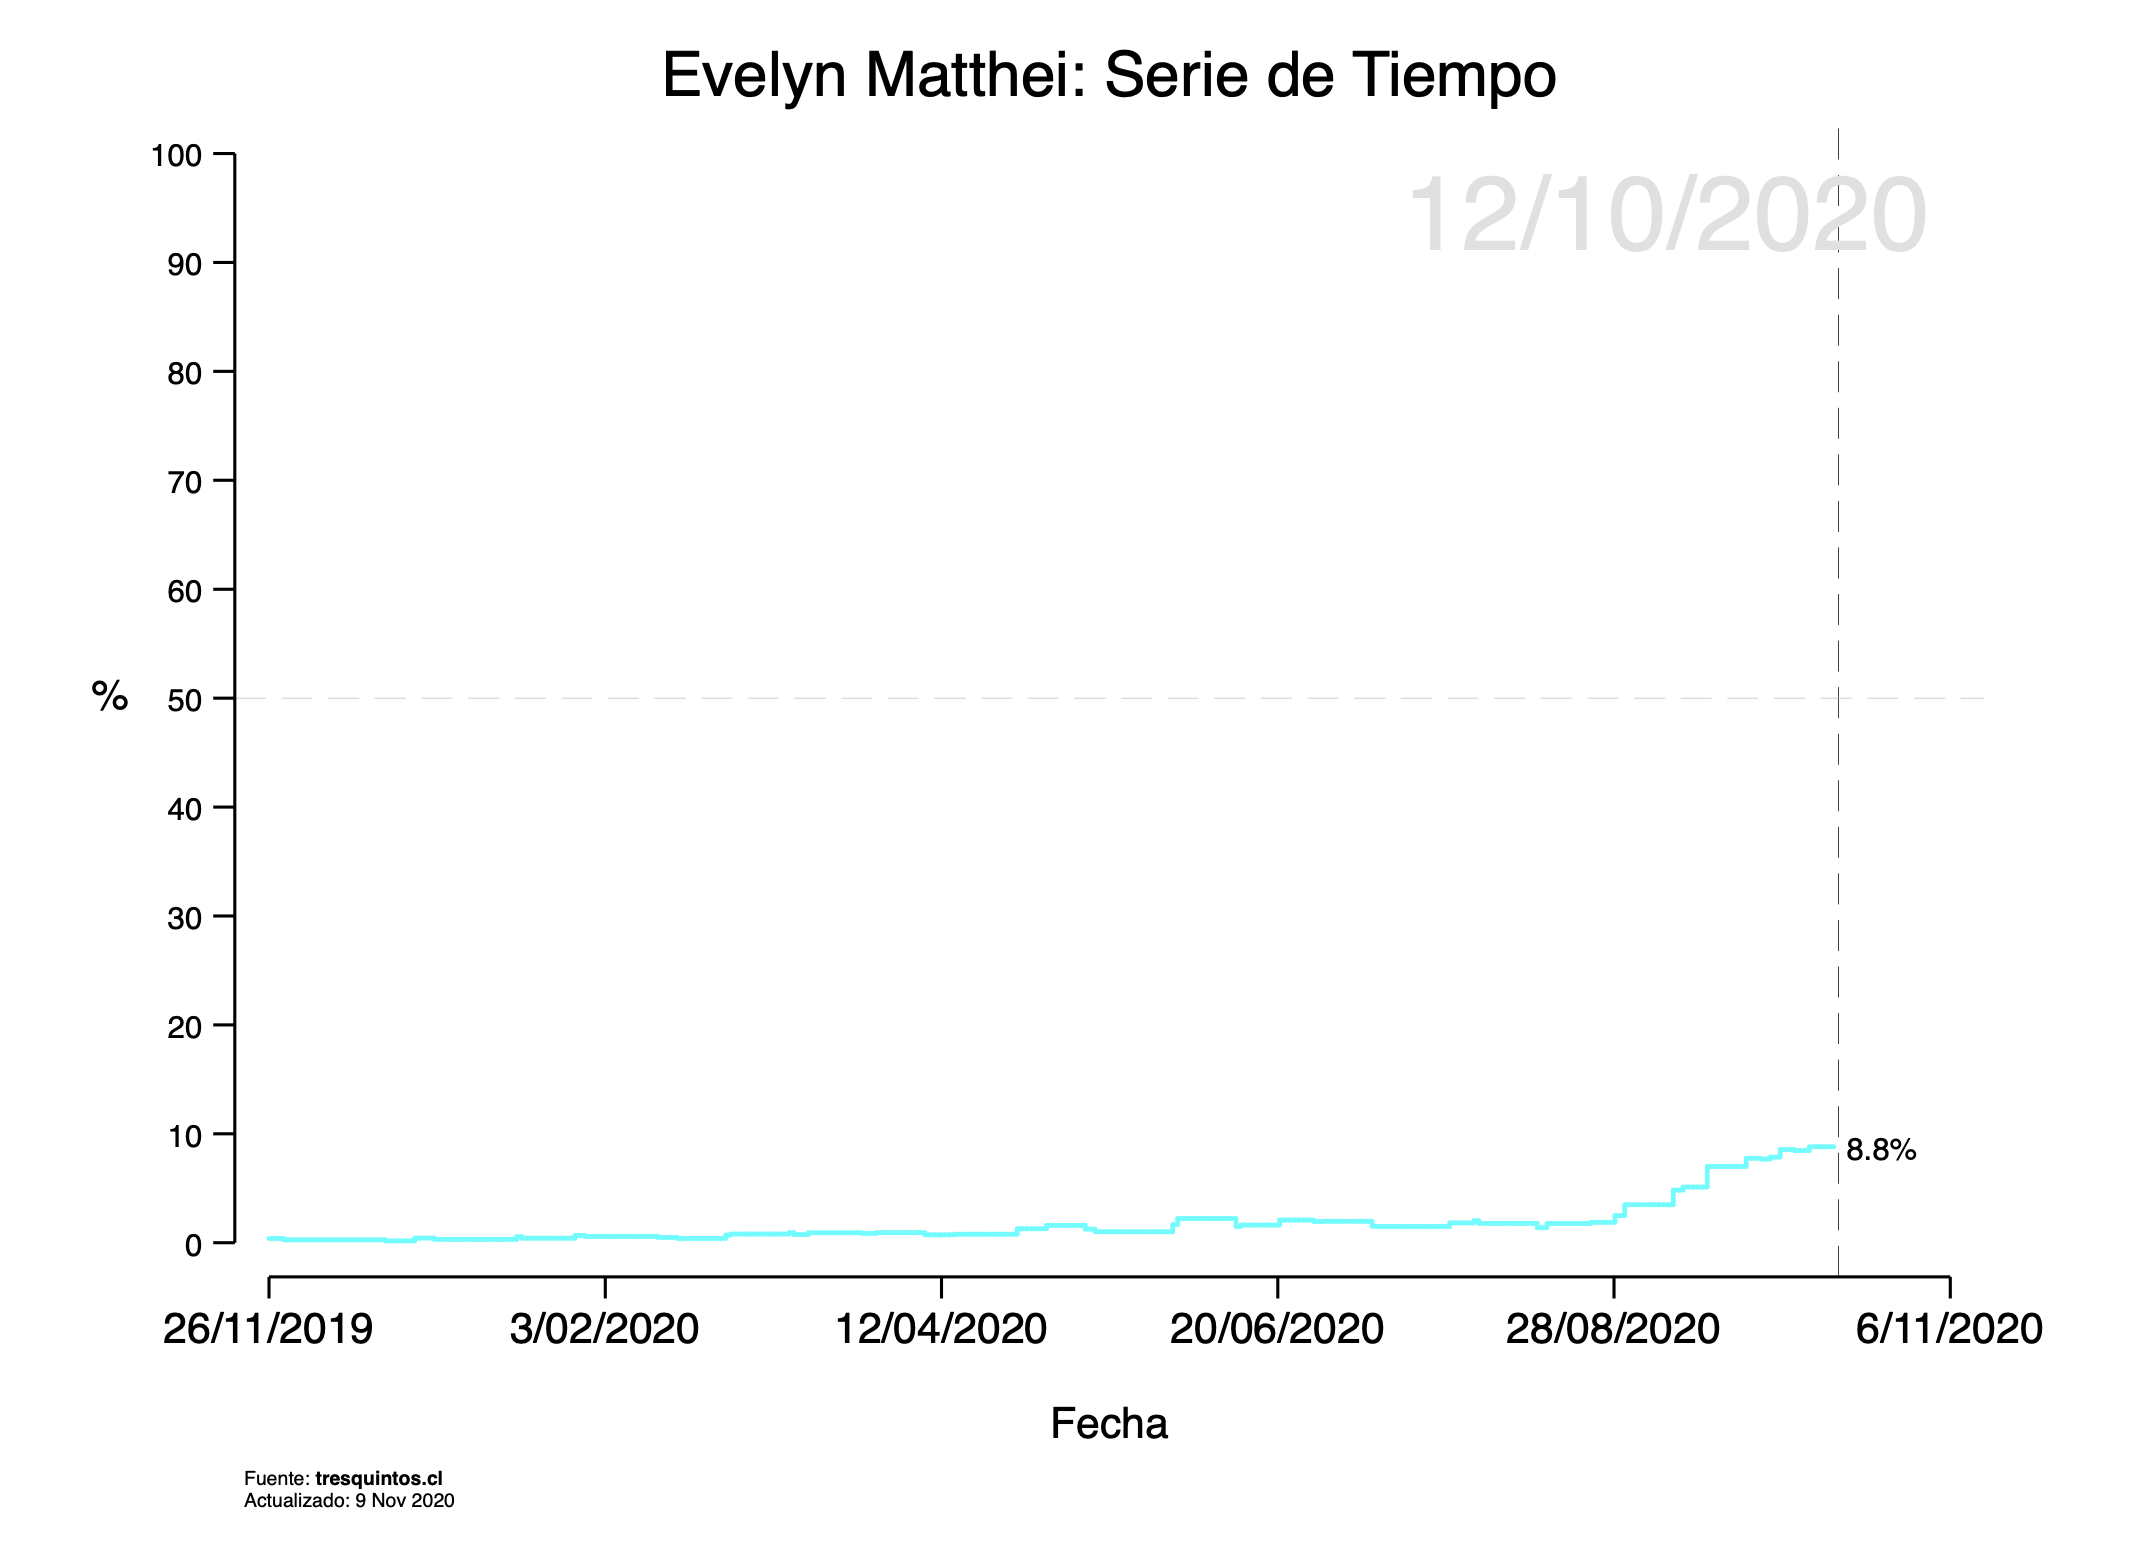 Evelyn Matthei: Serie de Tiempo
12/10/2020
100
90
80
70
60
50
40
30
20
10
0
%
8.8%
26/11/2019 3/02/2020 12/04/2020 20/06/2020 28/08/2020 6/11/2020
Fecha
Fuente: tresquintos.cl
Actualizado: 9 Nov 2020